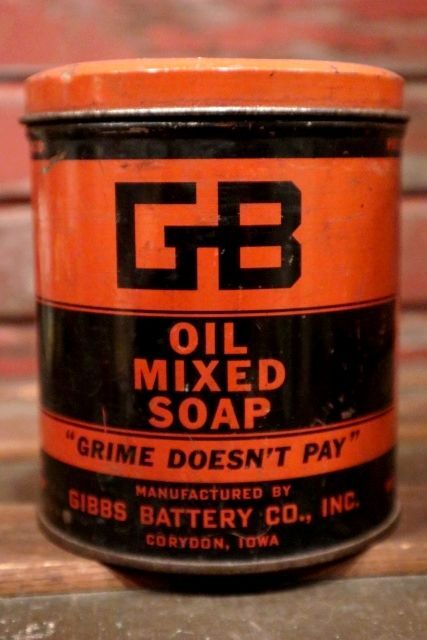 GB
OIL
MIXED
SOAP
"GRIME DOESN'T PAY"
MANUFACTURED BY
GIBBS BATTERY CO., INC.
CORYDON, IOWA